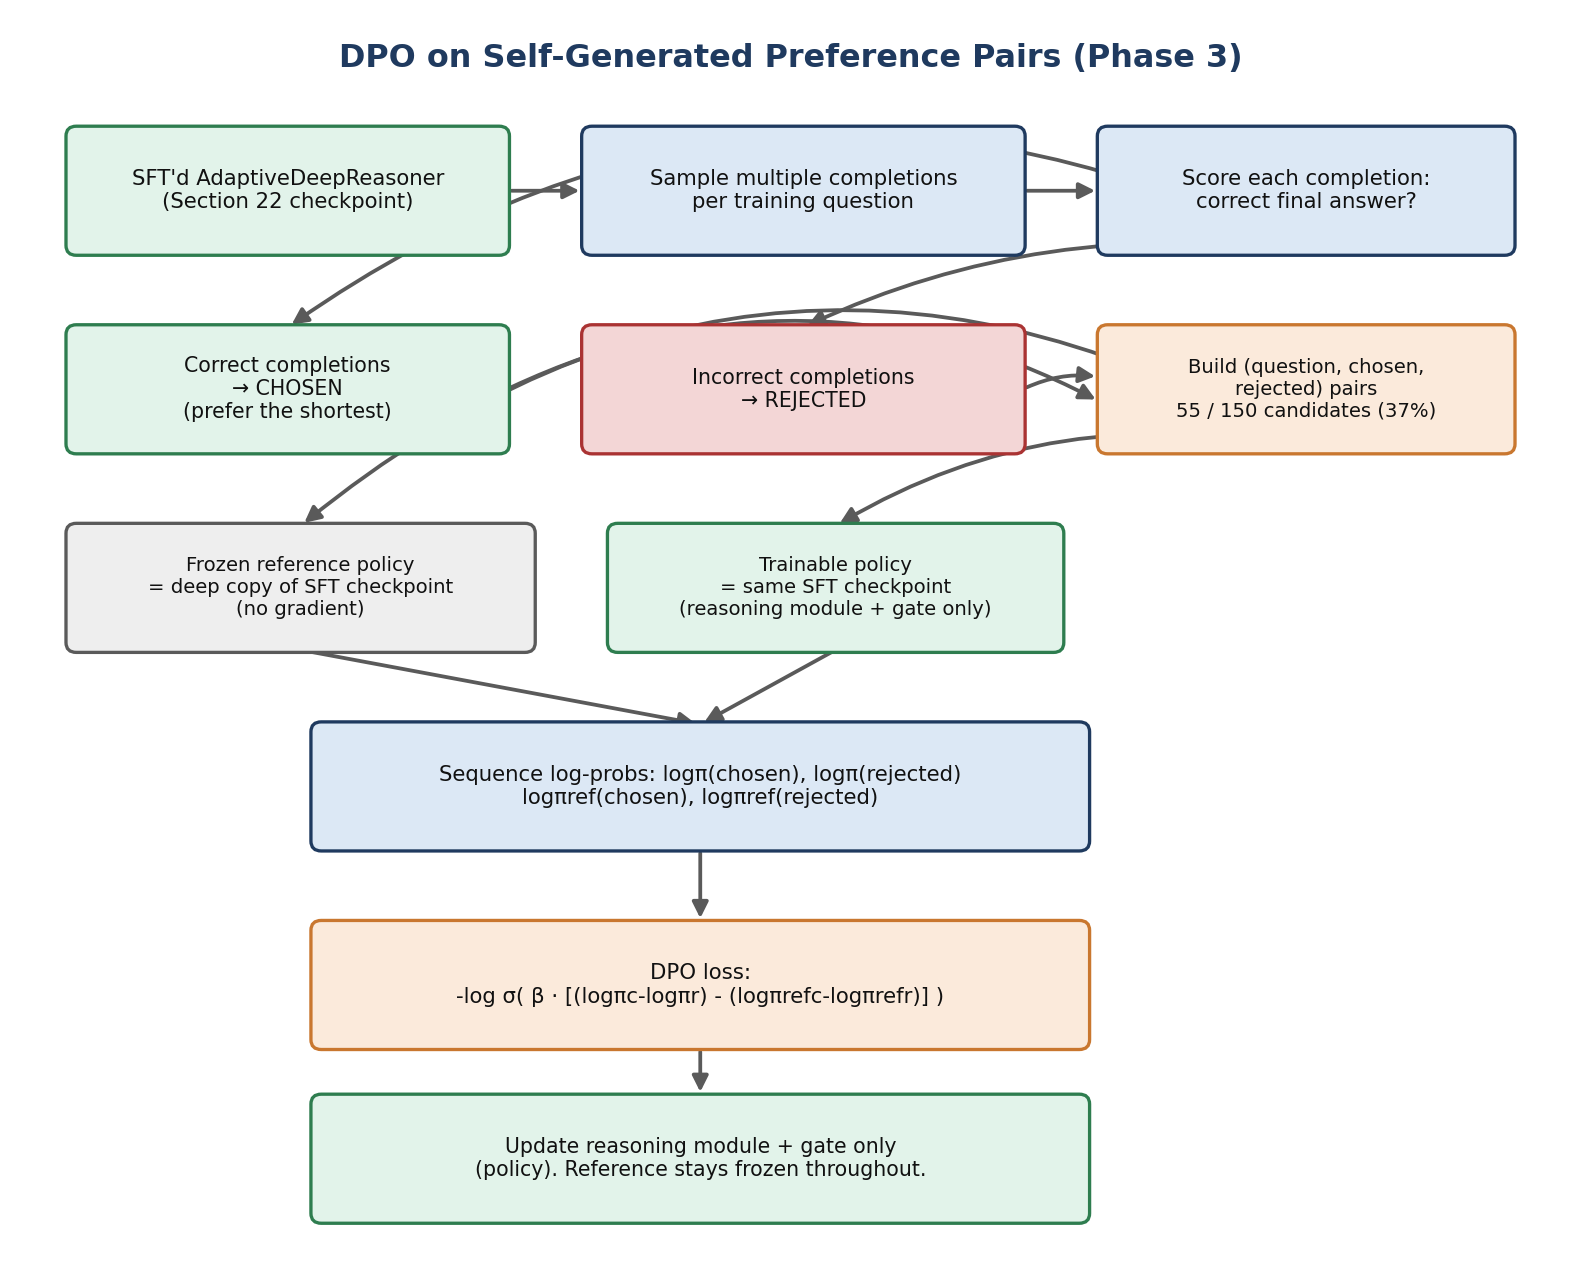 DPO on Self-Generated Preference Pairs (Phase 3)
SFT'd AdaptiveDeepReasoner
(Section 22 checkpoint)
Sample multiple completions
per training question
Score each completion:
correct final answer?
Correct completions
→ CHOSEN
(prefer the shortest)
Incorrect completions
→ REJECTED
Build (question, chosen,
rejected) pairs
55 / 150 candidates (37%)
Frozen reference policy
= deep copy of SFT checkpoint
(no gradient)
Trainable policy
= same SFT checkpoint
(reasoning module + gate only)
Sequence log-probs: logπ(chosen), logπ(rejected)
logπref(chosen), logπref(rejected)
DPO loss:
-log σ( β · [(logπc-logπr) - (logπrefc-logπrefr)] )
Update reasoning module + gate only
(policy). Reference stays frozen throughout.